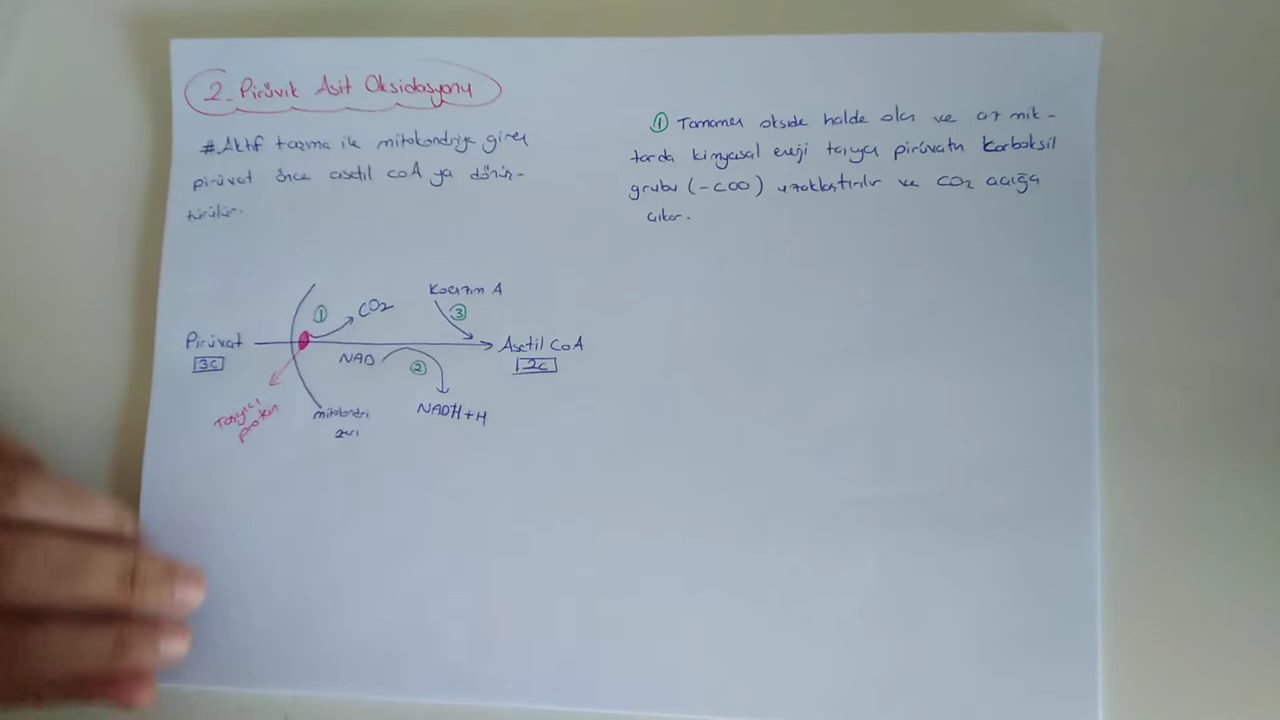 2_ Pirüvik Asit Oksidasyonu
#Aktif taşıma ile mitokondriye giren
pirüvat önce asetil CoA ya dönüş-
türülür.
① Tamamen okside halde olan ve az mik-
tarda kimyasal enerji taşıyan pirüvatın karboksil
grubu (-COO) uzaklaştırılır ve CO2 açığa
çıkar.
① CO2
Koenzim A
③
Pirüvat
Asetil CoA
3C
NAD
②
2C
Taşıyıcı
protein
mitokondri
zarı
NADH+H